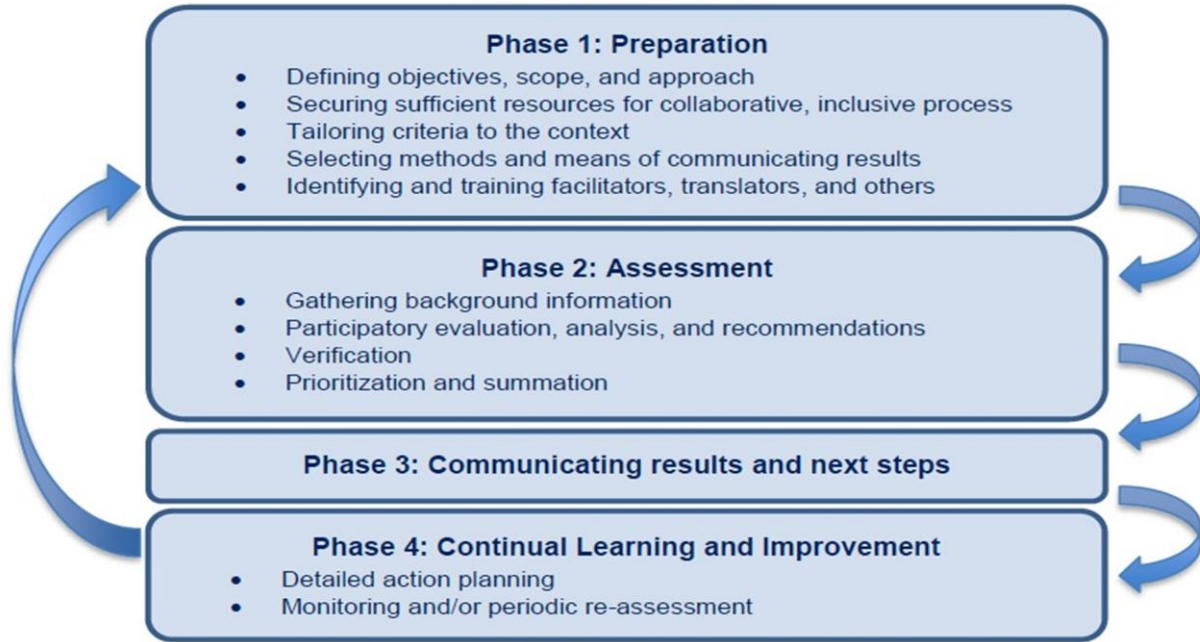 Phase 1: Preparation
• Defining objectives, scope, and approach
• Securing sufficient resources for collaborative, inclusive process
• Tailoring criteria to the context
• Selecting methods and means of communicating results
• Identifying and training facilitators, translators, and others
Phase 2: Assessment
• Gathering background information
• Participatory evaluation, analysis, and recommendations
• Verification
• Prioritization and summation
Phase 3: Communicating results and next steps
Phase 4: Continual Learning and Improvement
• Detailed action planning
• Monitoring and/or periodic re-assessment